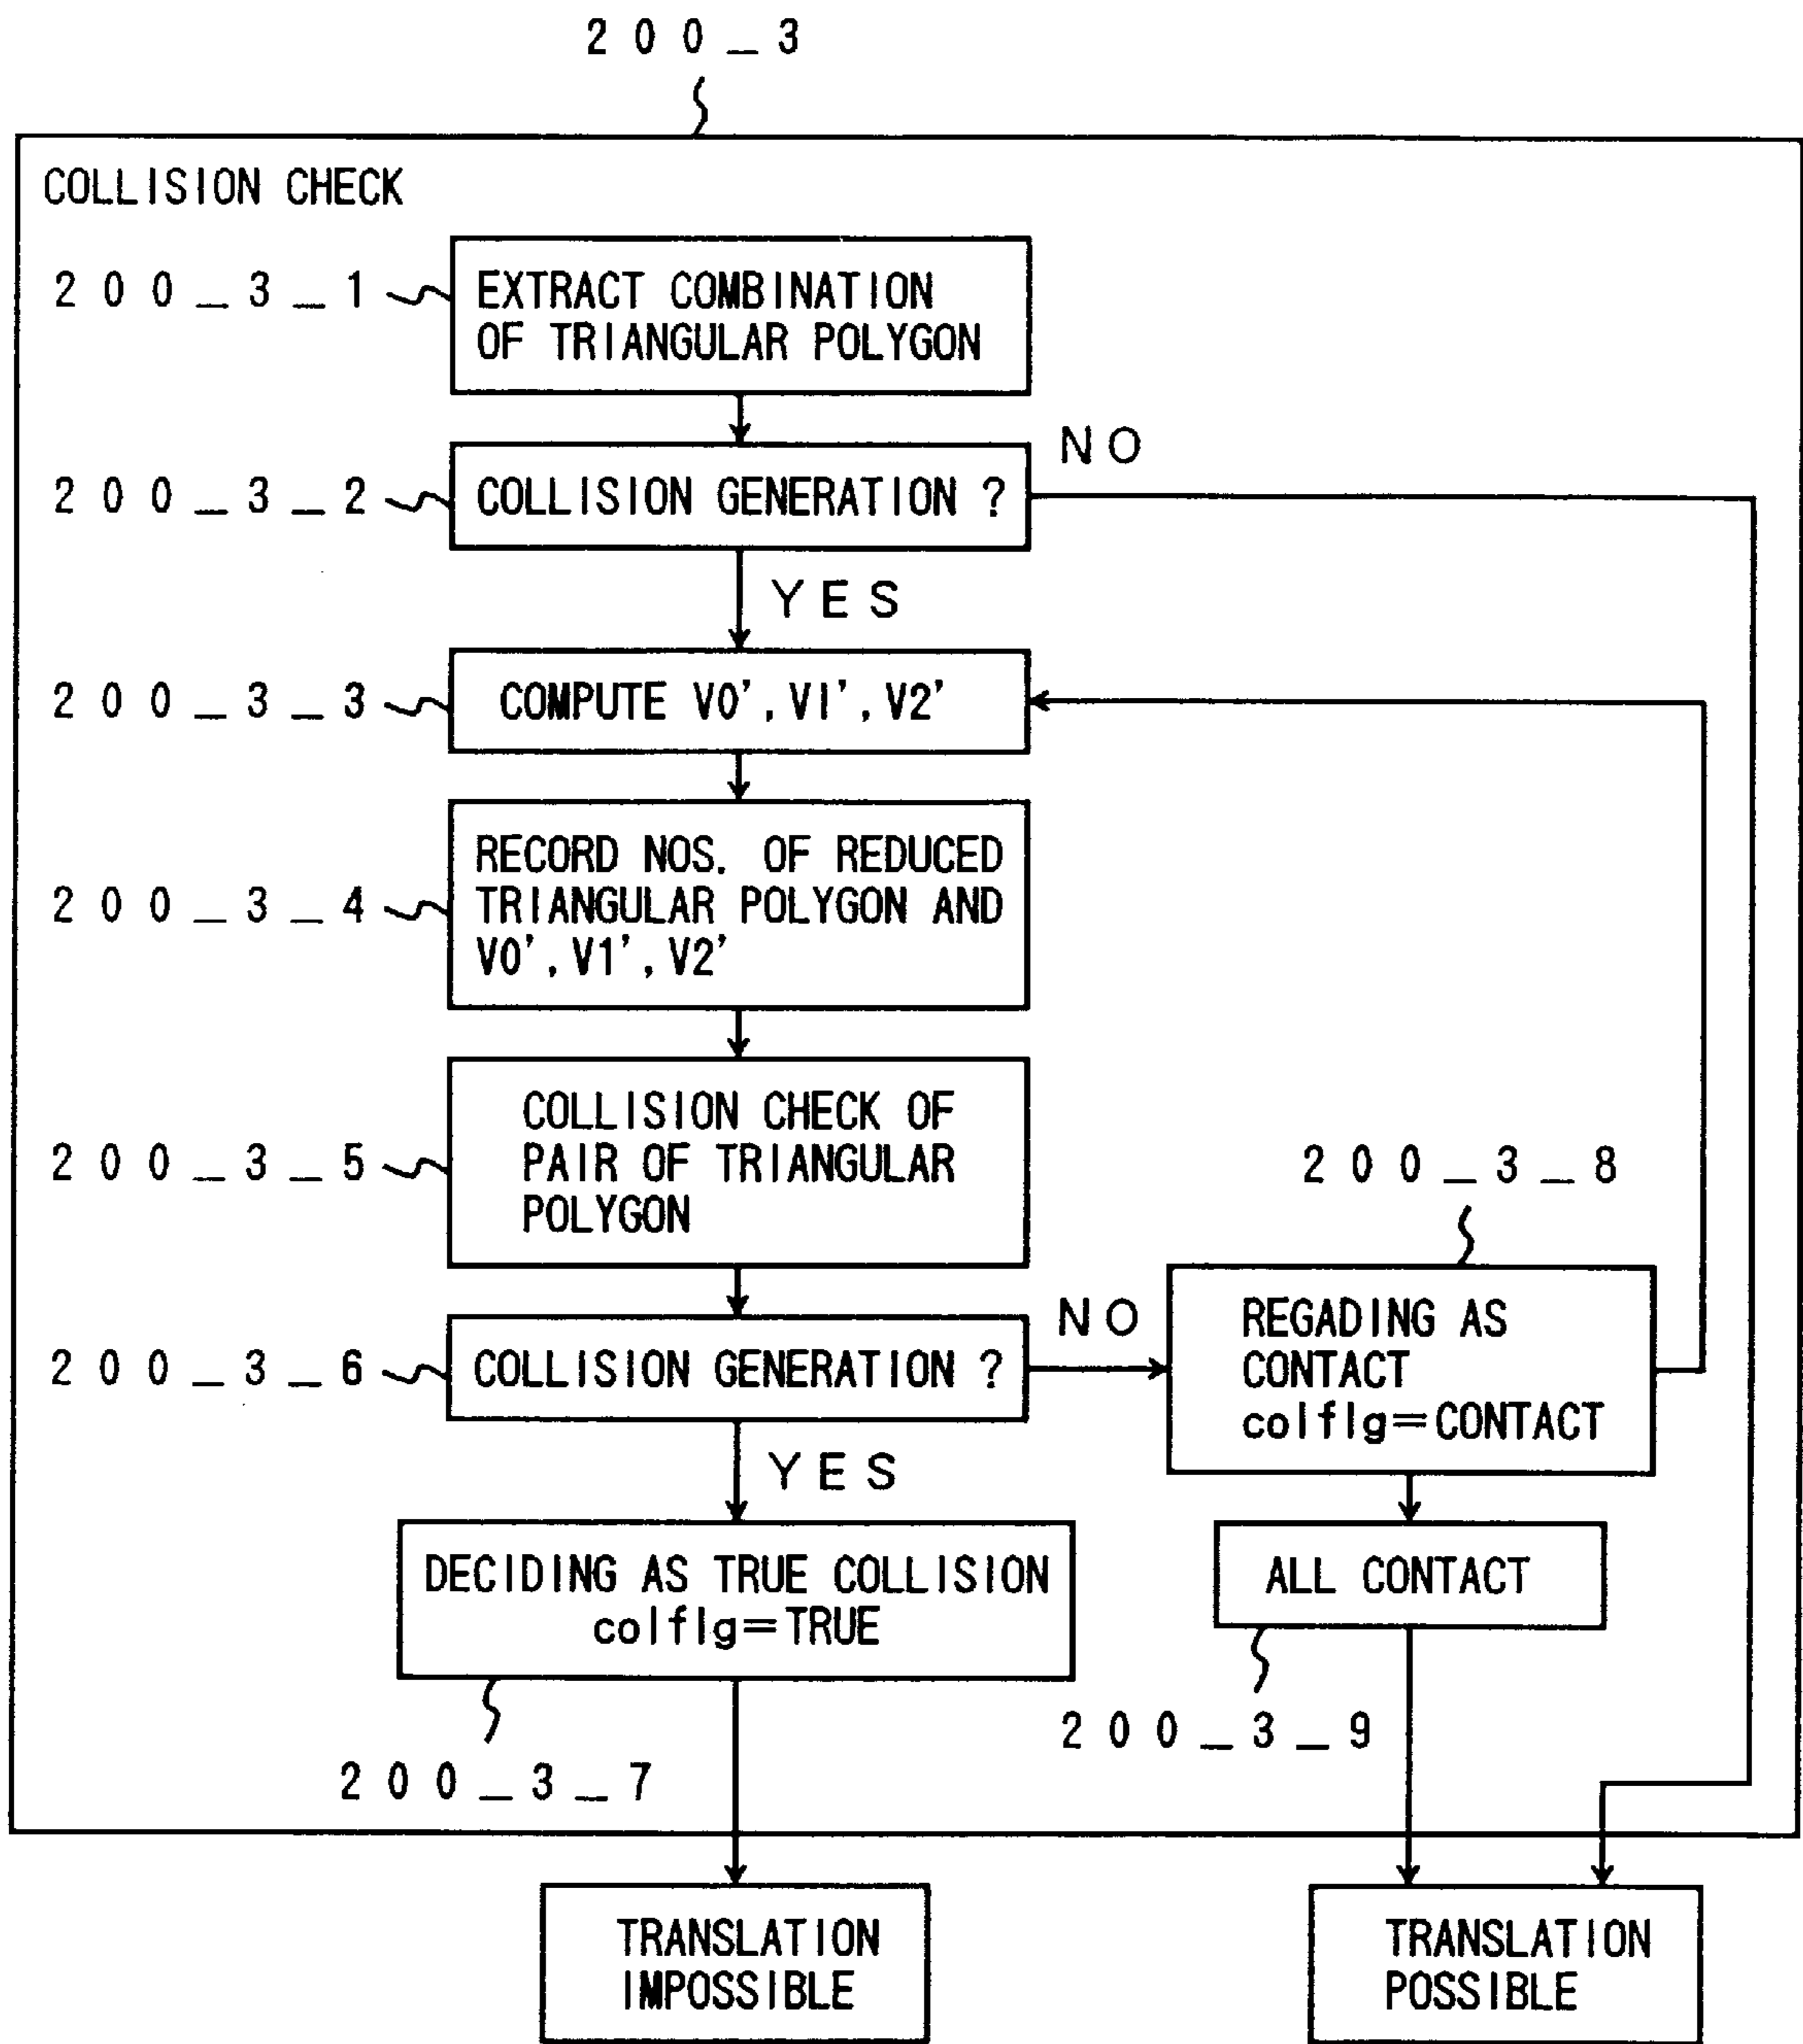 200_3
COLLISION CHECK
200_3_1
EXTRACT COMBINATION
OF TRIANGULAR POLYGON
200_3_2
COLLISION GENERATION ?
NO
YES
200_3_3
COMPUTE V0', V1', V2'
200_3_4
RECORD NOS. OF REDUCED
TRIANGULAR POLYGON AND
V0', V1', V2'
200_3_5
COLLISION CHECK OF
PAIR OF TRIANGULAR
POLYGON
200_3_8
200_3_6
COLLISION GENERATION ?
NO
REGADING AS
CONTACT
colflg=CONTACT
YES
DECIDING AS TRUE COLLISION
colflg=TRUE
ALL CONTACT
200_3_7
200_3_9
TRANSLATION
IMPOSSIBLE
TRANSLATION
POSSIBLE